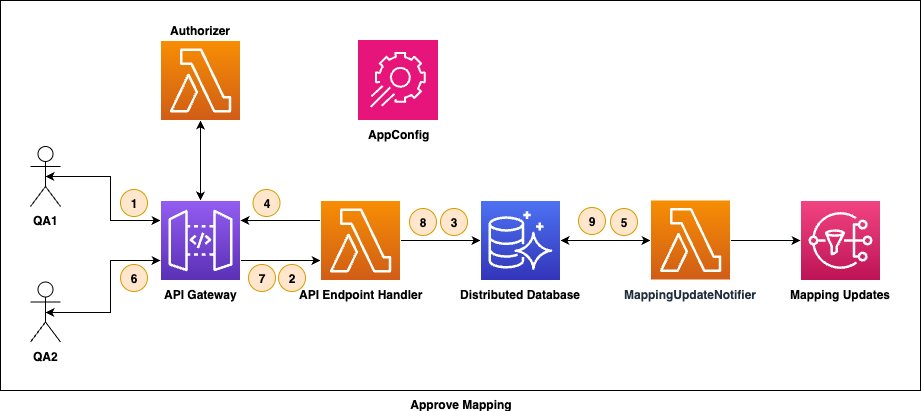 Authorizer
AppConfig
QA1
1
4
8
3
9
5
</>
6
7
2
API Gateway
API Endpoint Handler
Distributed Database
MappingUpdateNotifier
Mapping Updates
QA2
Approve Mapping